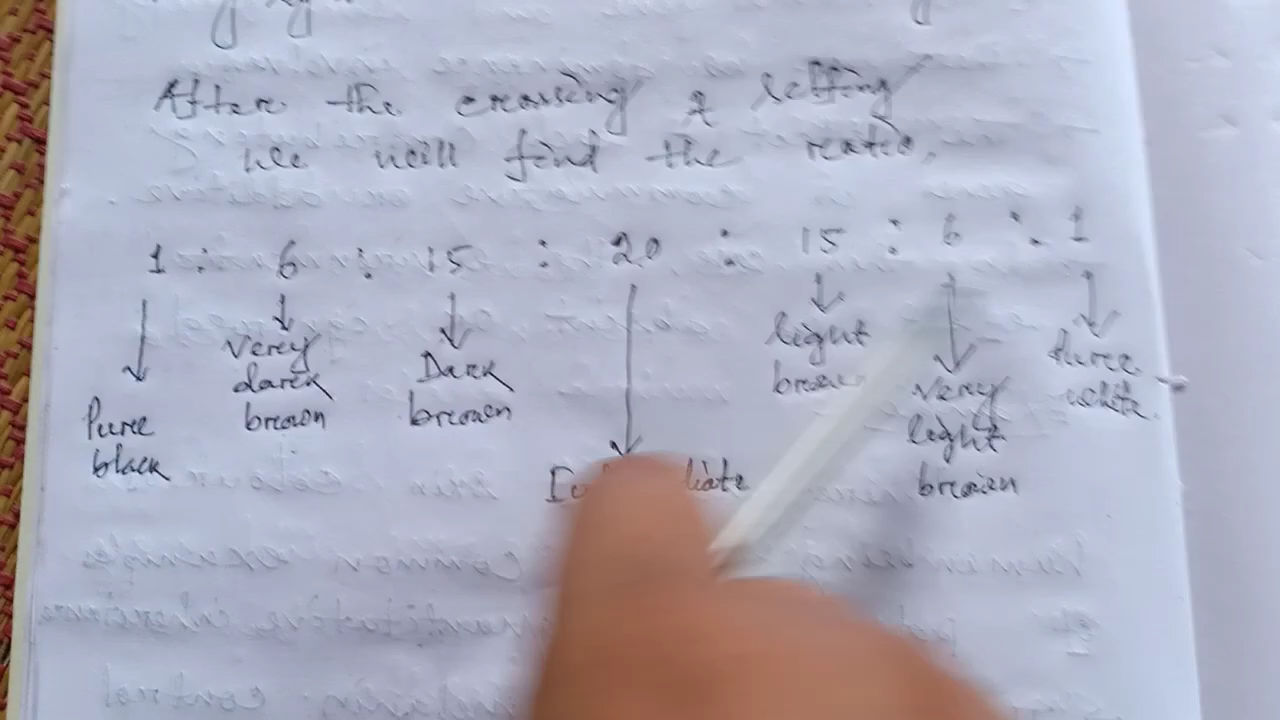 After the crossing & selfing
we will find the ratio,
1 : 6 : 15 : 20 : 15 : 6 : 1
Pure black
Very dark brown
Dark brown
light brown
Very light brown
Pure white